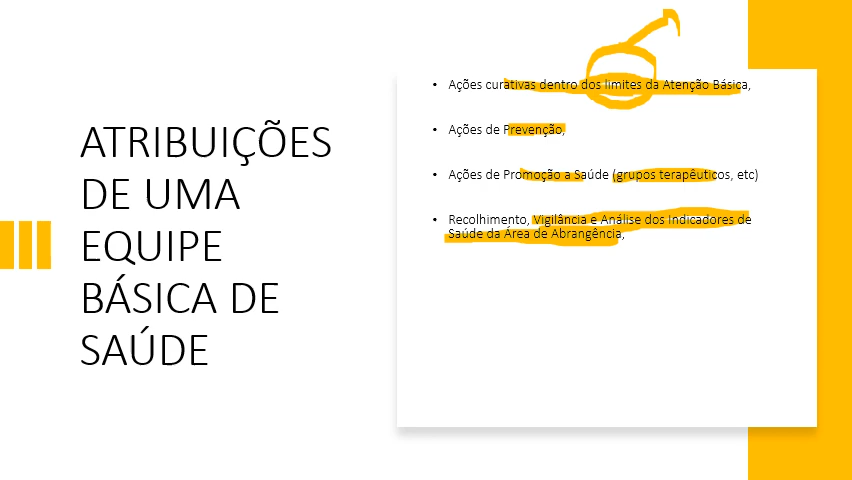 ATRIBUIÇÕES
DE UMA
EQUIPE
BÁSICA DE
SAÚDE
• Ações curativas dentro dos limites da Atenção Básica,
• Ações de Prevenção,
• Ações de Promoção a Saúde (grupos terapêuticos, etc)
• Recolhimento, Vigilância e Análise dos Indicadores de
Saúde da Área de Abrangência,